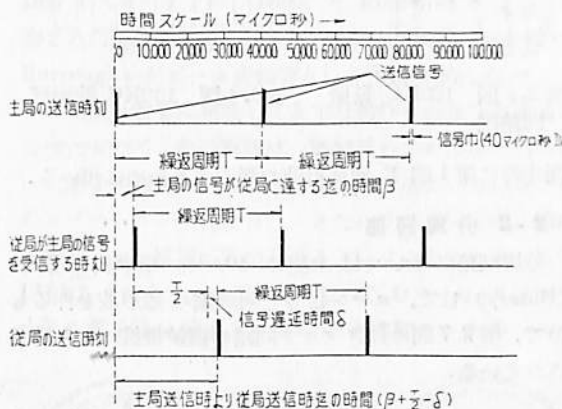 時間スケール (マイクロ秒) →
0 10,000 20,000 30,000 40,000 50,000 60,000 70,000 80,000 90,000 100,000
送信信号
主局の送信時刻
信号巾(40マイクロ秒)
繰返周期T 繰返周期T
主局の信号が従局に達する迄の時間β
繰返周期T
従局が主局の信号
を受信する時刻
T/2 繰返周期T
信号遅延時間δ
従局の送信時刻
主局送信時より従局送信時迄の時間(β+T/2-δ)